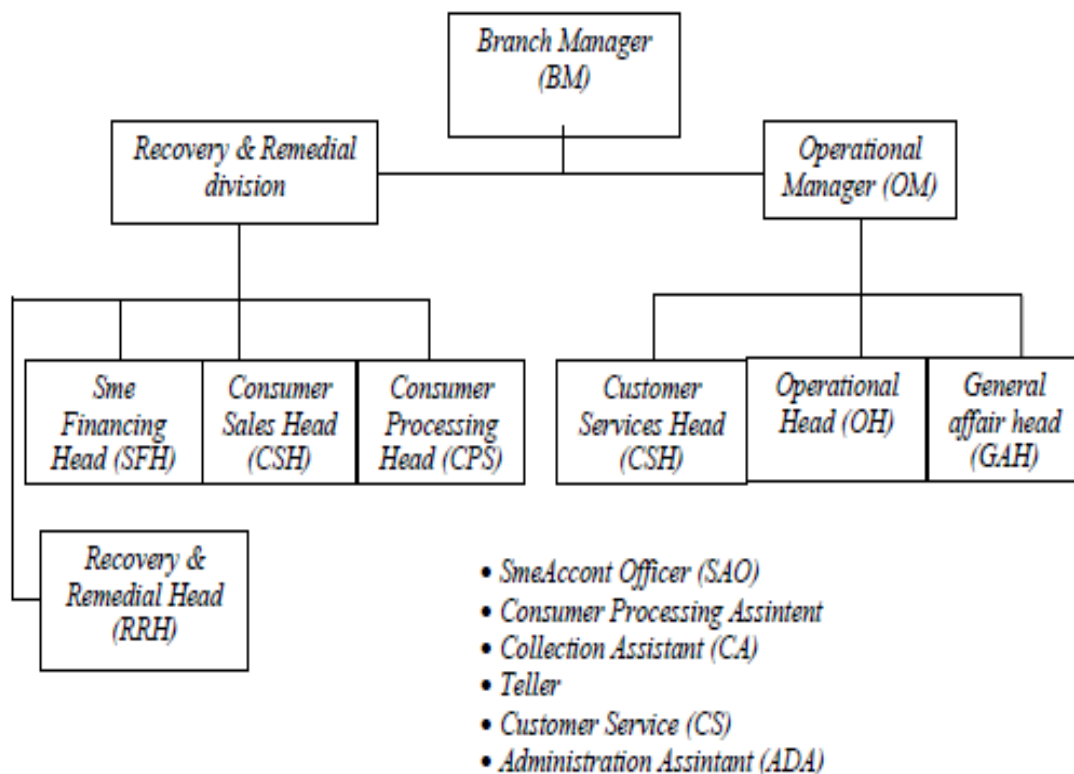 Branch Manager
(BM)
Recovery & Remedial
division
Operational
Manager (OM)
Sme
Financing
Head (SFH)
Consumer
Sales Head
(CSH)
Consumer
Processing
Head (CPS)
Customer
Services Head
(CSH)
Operational
Head (OH)
General
affair head
(GAH)
Recovery &
Remedial Head
(RRH)
• SmeAccont Officer (SAO)
• Consumer Processing Assintent
• Collection Assistant (CA)
• Teller
• Customer Service (CS)
• Administration Assintant (ADA)